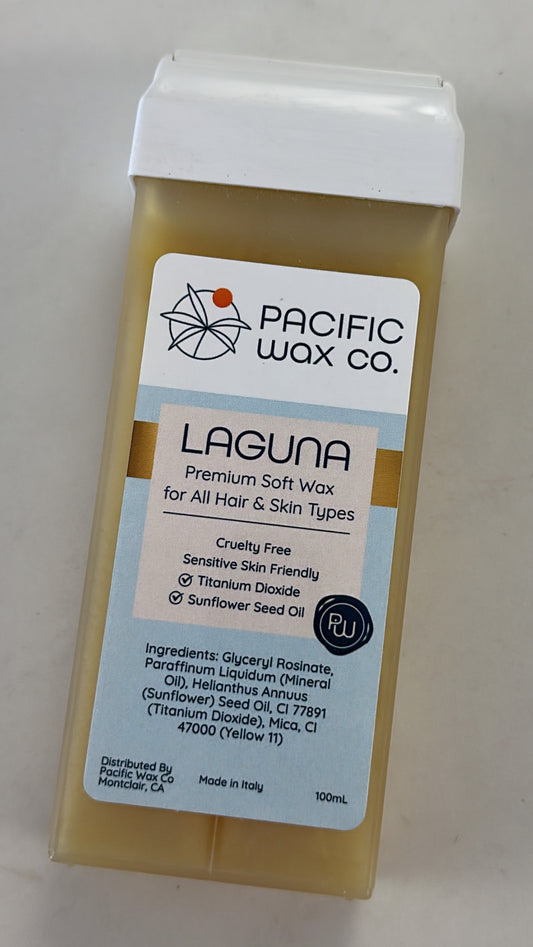 PACIFIC
wax co.
LAGUNA
Premium Soft Wax
for All Hair & Skin Types
Cruelty Free
Sensitive Skin Friendly
Titanium Dioxide
Sunflower Seed Oil
PW
Ingredients: Glyceryl Rosinate,
Paraffinum Liquidum (Mineral
Oil), Helianthus Annuus
(Sunflower) Seed Oil, CI 77891
(Titanium Dioxide), Mica, CI
47000 (Yellow 11)
Distributed By
Pacific Wax Co
Montclair, CA
Made in Italy
100mL